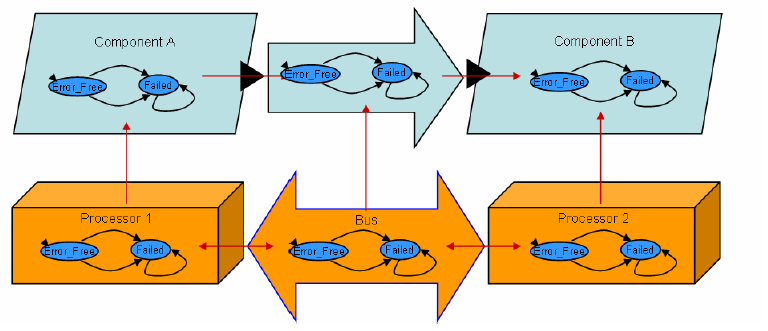 Component A
Error_Free
Failed
Error_Free
Failed
Component B
Error_Free
Failed
Processor 1
Error_Free
Failed
Bus
Error_Free
Failed
Processor 2
Error_Free
Failed